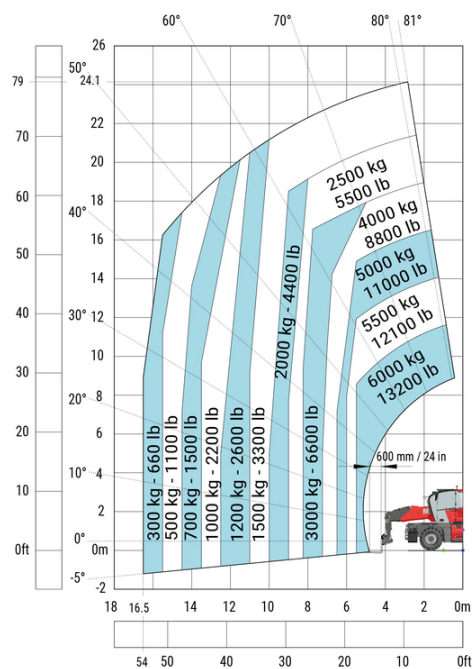 60° 70° 80° 81°
26
50°
79 24.1
22
70
20
2500 kg
5500 lb
60 18
40° 4000 kg
8800 lb
50 16
5000 kg
11000 lb
14
40
30° 12
5500 kg
12100 lb
10
30
6000 kg
13200 lb
20° 8
20 6
600 mm / 24 in
10° 4
10 2
0°
0ft 0m
-5°
-2
300 kg - 660 lb
500 kg - 1100 lb
700 kg - 1500 lb
1000 kg - 2200 lb
1200 kg - 2600 lb
1500 kg - 3300 lb
2000 kg - 4400 lb
3000 kg - 6600 lb
18 16.5 14 12 10 8 6 4 2 0m
54 50 40 30 20 10 0ft